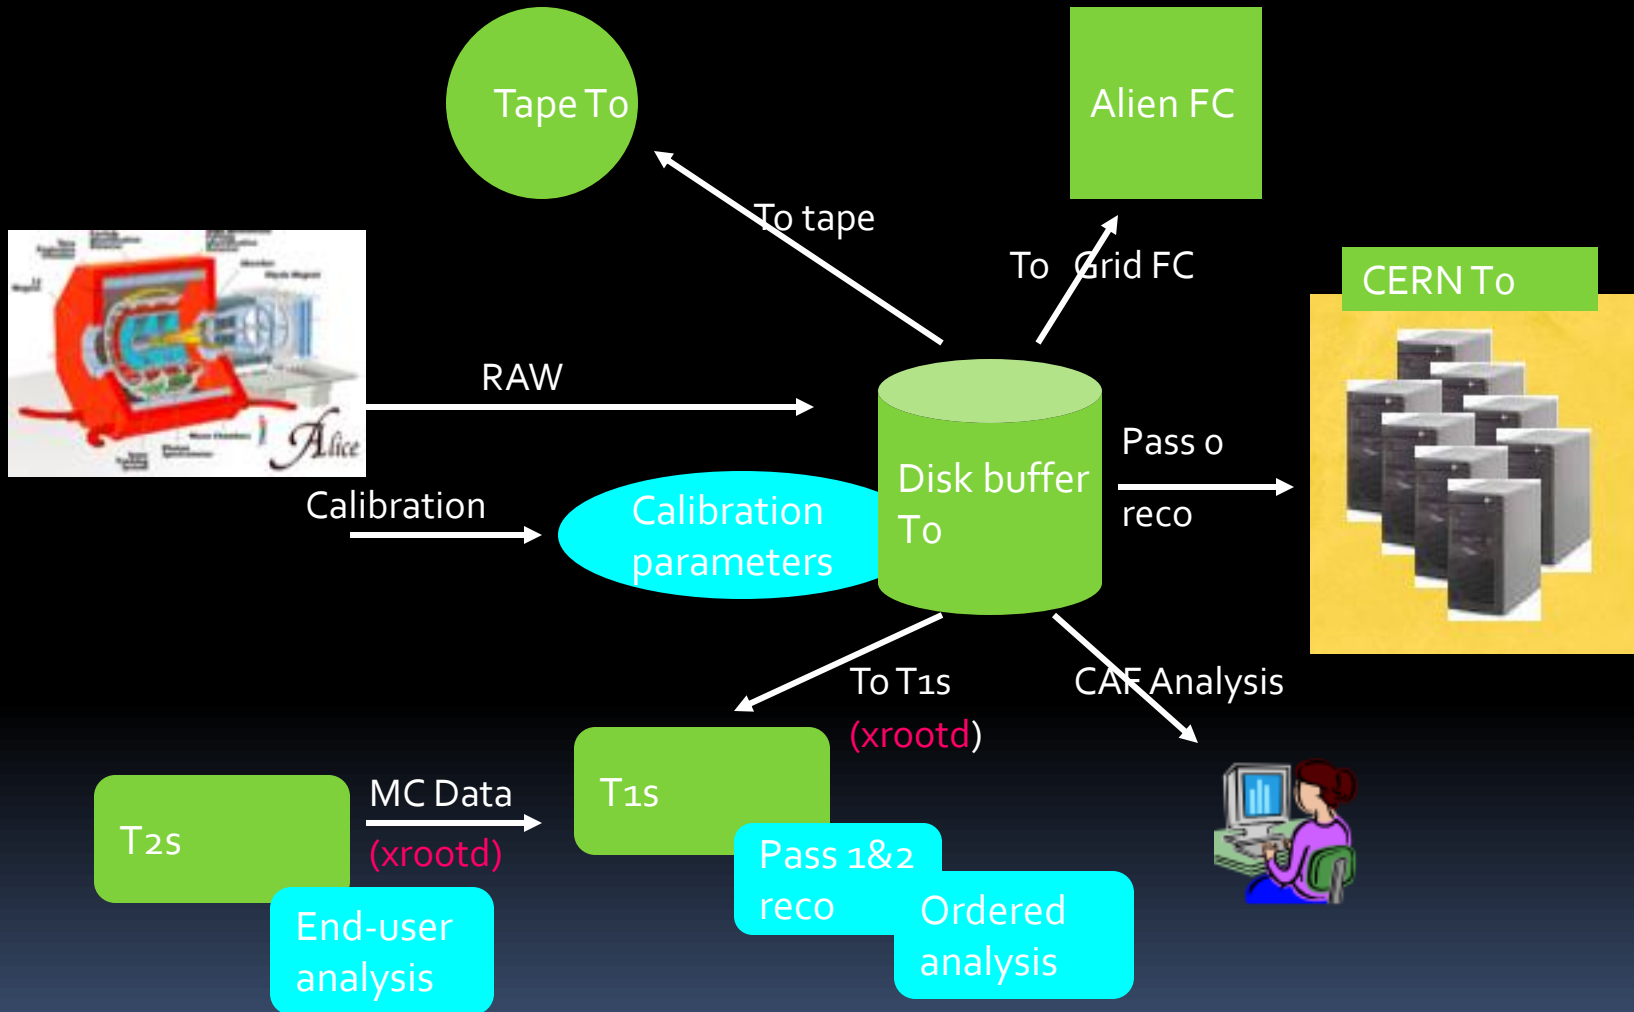 Tape T0
Alien FC
To tape
To Grid FC
CERN T0
RAW
Alice
Pass 0
reco
Disk buffer
T0
Calibration
Calibration
parameters
To T1s
(xrootd)
CAF Analysis
T1s
MC Data
(xrootd)
T2s
Pass 1&2
reco
Ordered
analysis
End-user
analysis